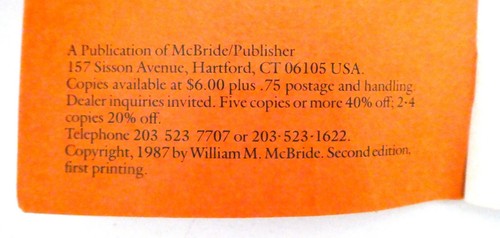 A Publication of McBride/Publisher
157 Sisson Avenue, Hartford, CT 06105 USA.
Copies available at $6.00 plus .75 postage and handling
Dealer inquiries invited. Five copies or more 40% off; 2-4
copies 20% off.
Telephone 203 523 7707 or 203·523·1622.
Copyright, 1987 by William M. McBride. Second edition,
first printing.